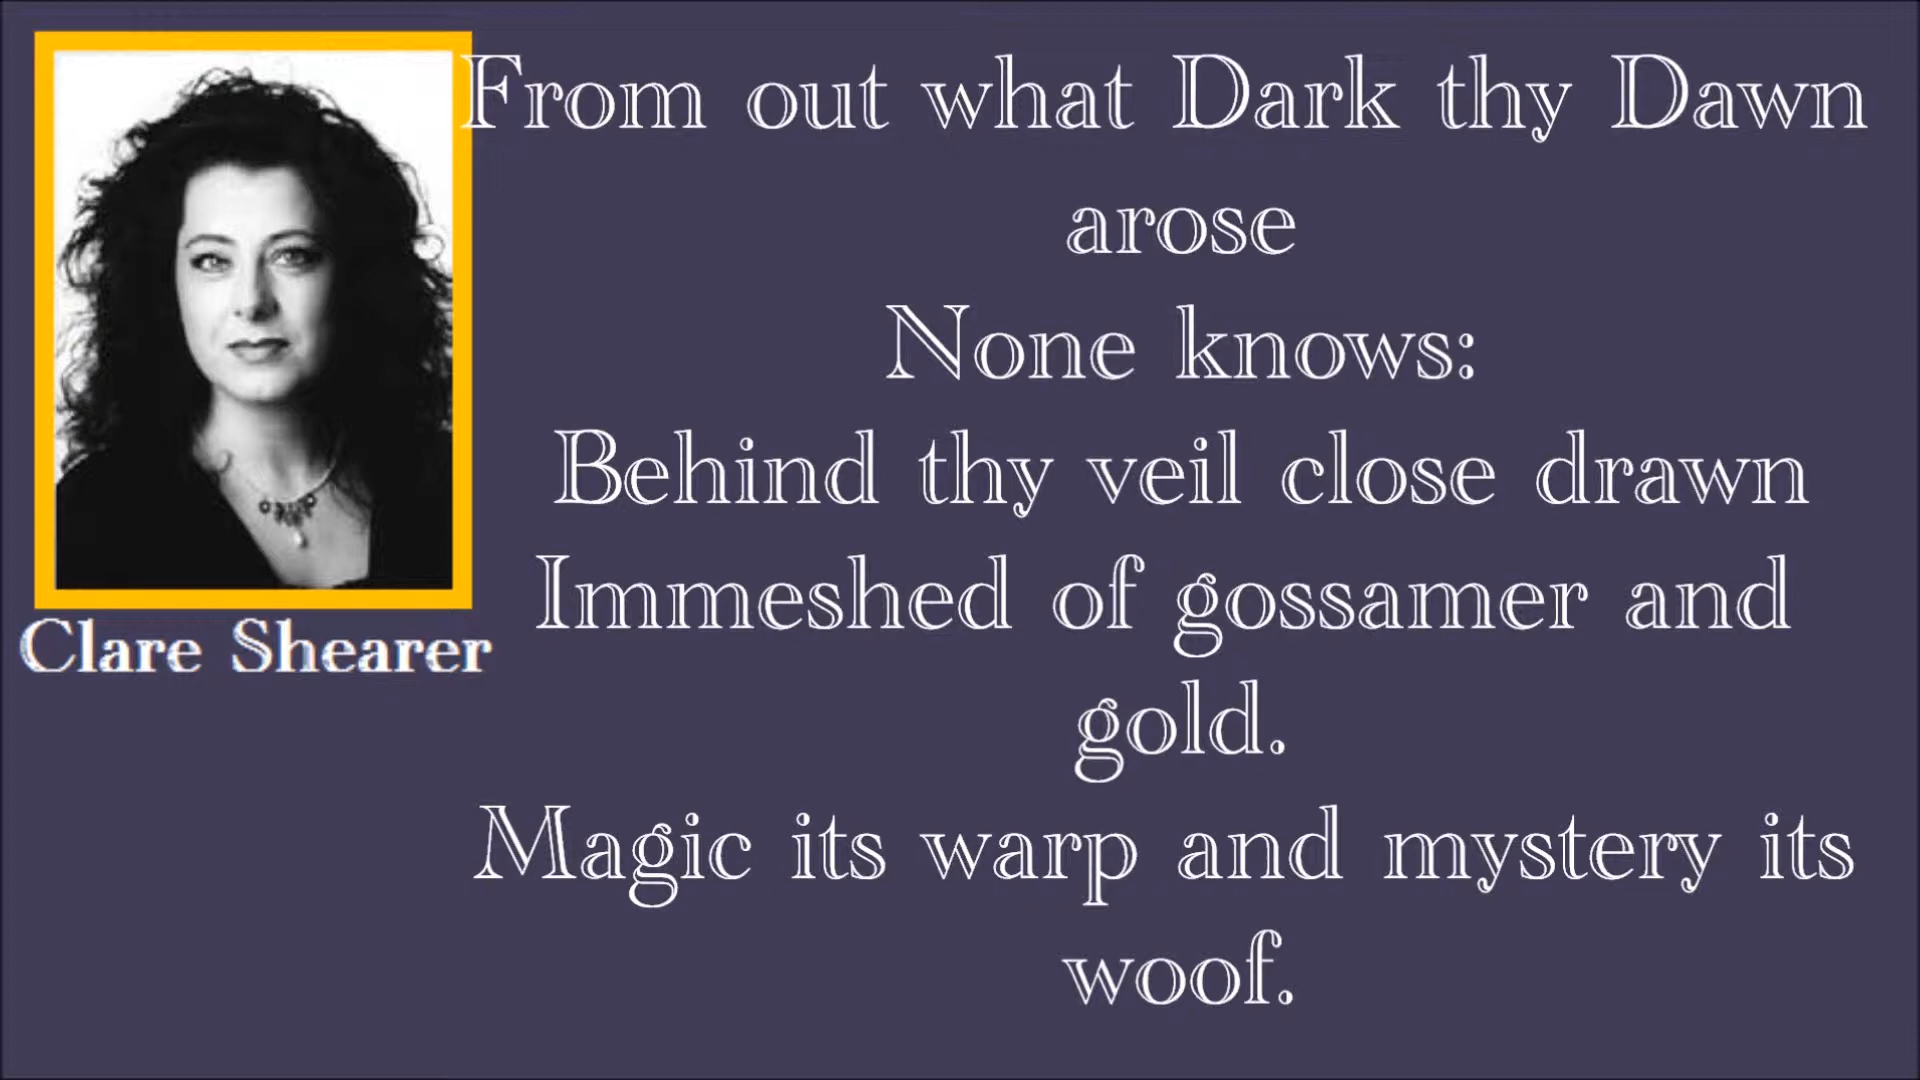 From out what Dark thy Dawn
arose
None knows:
Behind thy veil close drawn
Immeshed of gossamer and
gold.
Magic its warp and mystery its
woof.
Clare Shearer